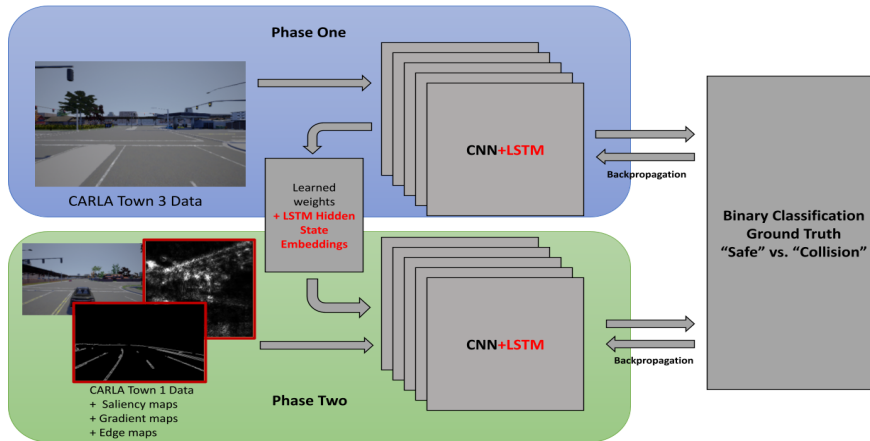 Phase One
CARLA Town 3 Data
CNN+LSTM
Backpropagation
Learned
weights
+ LSTM Hidden
State
Embeddings
Binary Classification
Ground Truth
“Safe” vs. “Collision”
CNN+LSTM
Backpropagation
Phase Two
CARLA Town 1 Data
+ Saliency maps
+ Gradient maps
+ Edge maps